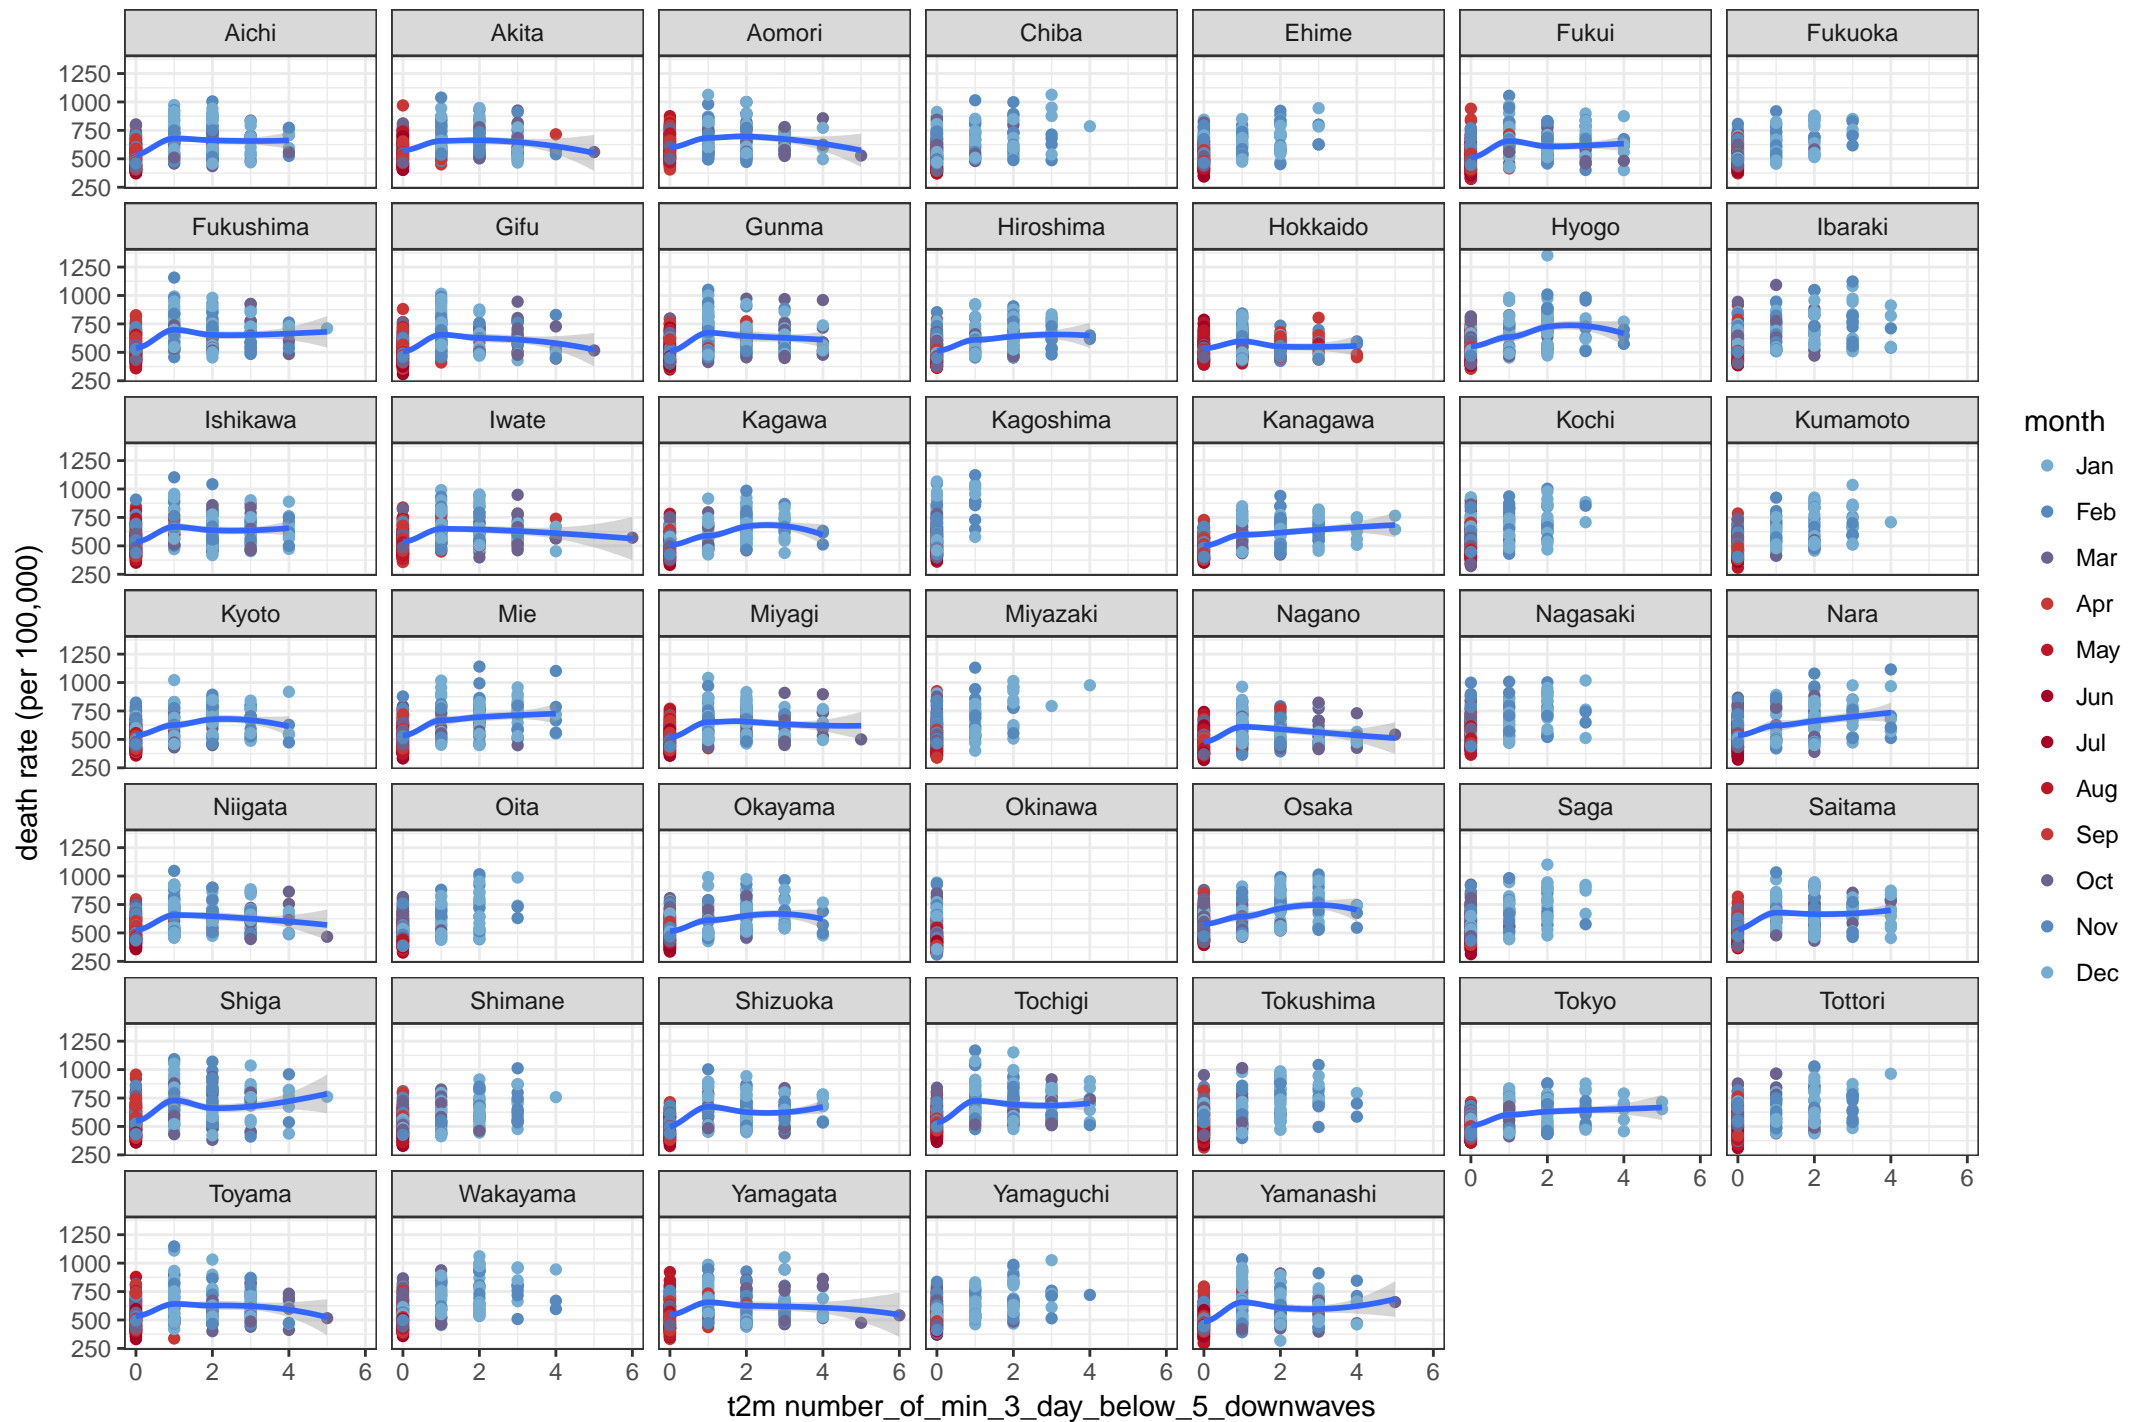 Aichi Akita Aomori Chiba Ehime Fukui Fukuoka
1250
1000
750
500
250
Fukushima Gifu Gunma Hiroshima Hokkaido Hyogo Ibaraki
1250
1000
750
500
250
Ishikawa Iwate Kagawa Kagoshima Kanagawa Kochi Kumamoto
1250
1000
750
500
250
Kyoto Mie Miyagi Miyazaki Nagano Nagasaki Nara
1250
1000
750
500
250
Niigata Oita Okayama Okinawa Osaka Saga Saitama
1250
1000
750
500
250
Shiga Shimane Shizuoka Tochigi Tokushima Tokyo Tottori
1250
1000
750
500
250
0 2 4 6 0 2 4 6
Toyama Wakayama Yamagata Yamaguchi Yamanashi
1250
1000
750
500
250
0 2 4 6 0 2 4 6 0 2 4 6 0 2 4 6 0 2 4 6
t2m number_of_min_3_day_below_5_downwaves
death rate (per 100,000)
month
Jan
Feb
Mar
Apr
May
Jun
Jul
Aug
Sep
Oct
Nov
Dec